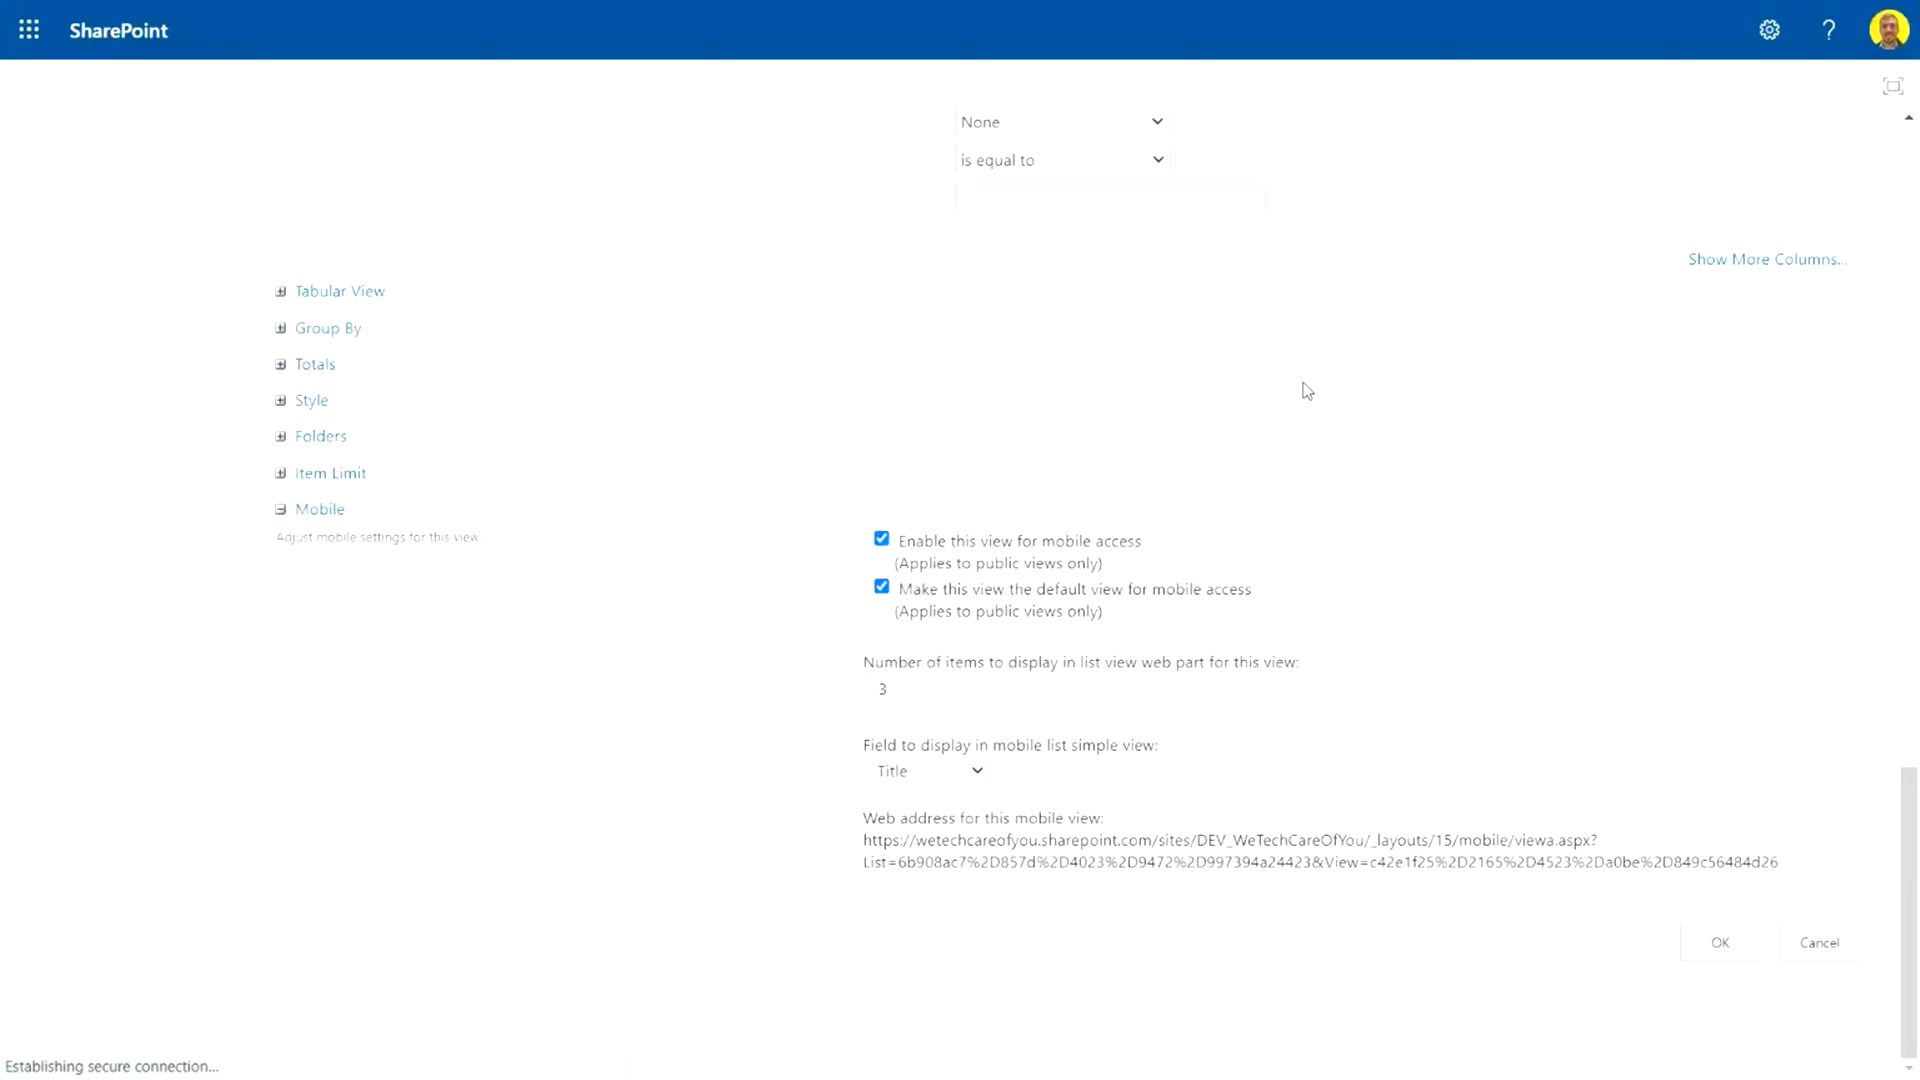 SharePoint
?
None
is equal to
Show More Columns...
Tabular View
Group By
Totals
Style
Folders
Item Limit
Mobile
Adjust mobile settings for this view.
Enable this view for mobile access
(Applies to public views only)
Make this view the default view for mobile access
(Applies to public views only)
Number of items to display in list view web part for this view:
3
Field to display in mobile list simple view:
Title
Web address for this mobile view:
https://wetechcareofyou.sharepoint.com/sites/DEV_WeTechCareOfYou/_layouts/15/mobile/viewa.aspx?
List=6b908ac7%2D857d%2D4023%2D9472%2D997394a24423&View=c42e1f25%2D2165%2D4523%2Da0be%2D849c56484d26
OK Cancel
Establishing secure connection...